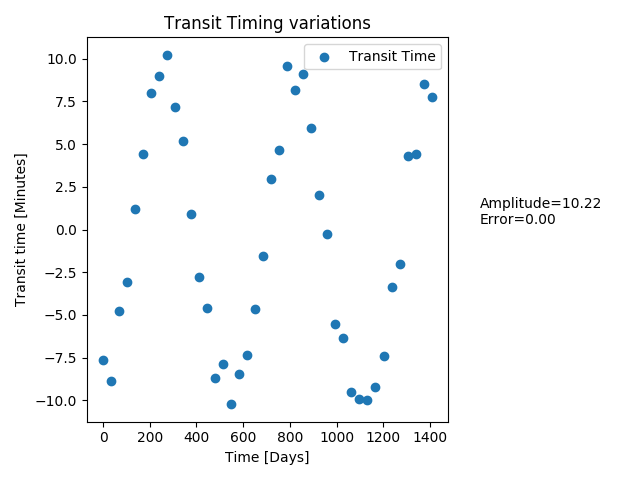 Transit Timing variations
Transit Time
10.0
7.5
5.0
2.5
0.0
−2.5
−5.0
−7.5
−10.0
Transit time [Minutes]
0 200 400 600 800 1000 1200 1400
Time [Days]
Amplitude=10.22
Error=0.00